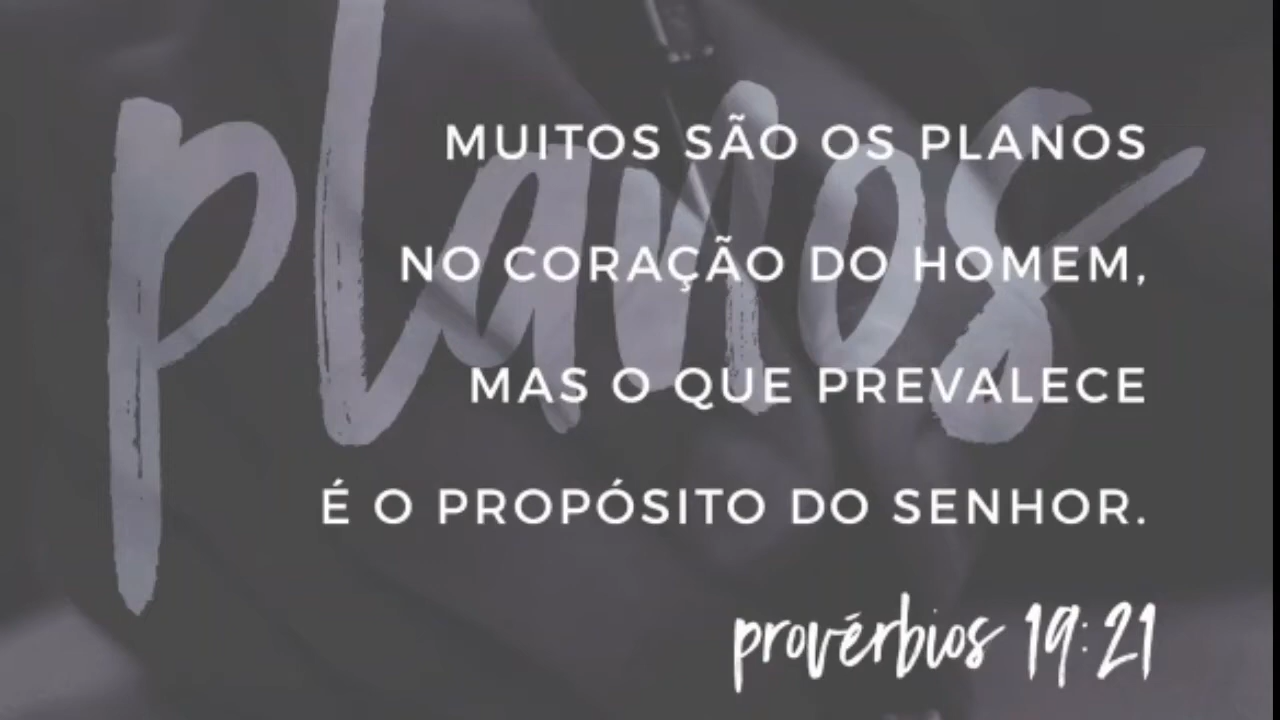 planos
MUITOS SÃO OS PLANOS
NO CORAÇÃO DO HOMEM,
MAS O QUE PREVALECE
É O PROPÓSITO DO SENHOR.
provérbios 19:21